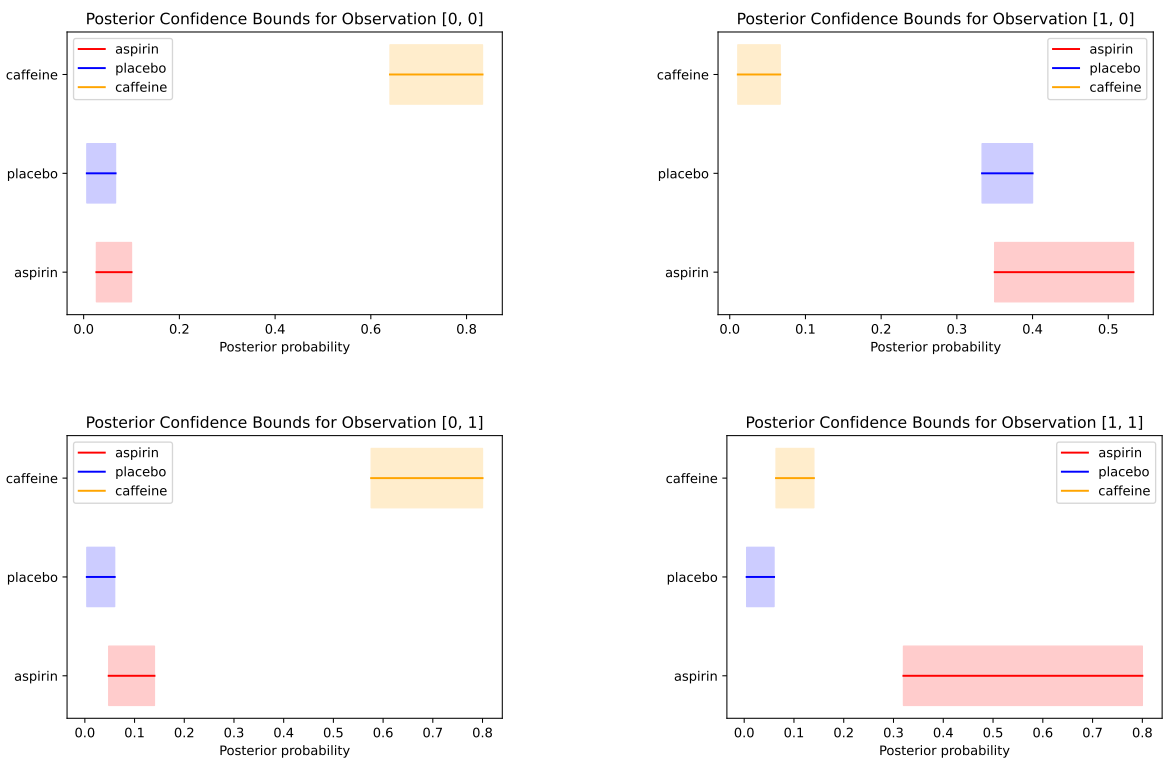 Posterior Confidence Bounds for Observation [0, 0]
aspirin
placebo
caffeine
caffeine
placebo
aspirin
0.0 0.2 0.4 0.6 0.8
Posterior probability
Posterior Confidence Bounds for Observation [1, 0]
aspirin
placebo
caffeine
caffeine
placebo
aspirin
0.0 0.1 0.2 0.3 0.4 0.5
Posterior probability
Posterior Confidence Bounds for Observation [0, 1]
aspirin
placebo
caffeine
caffeine
placebo
aspirin
0.0 0.1 0.2 0.3 0.4 0.5 0.6 0.7 0.8
Posterior probability
Posterior Confidence Bounds for Observation [1, 1]
aspirin
placebo
caffeine
caffeine
placebo
aspirin
0.0 0.1 0.2 0.3 0.4 0.5 0.6 0.7 0.8
Posterior probability